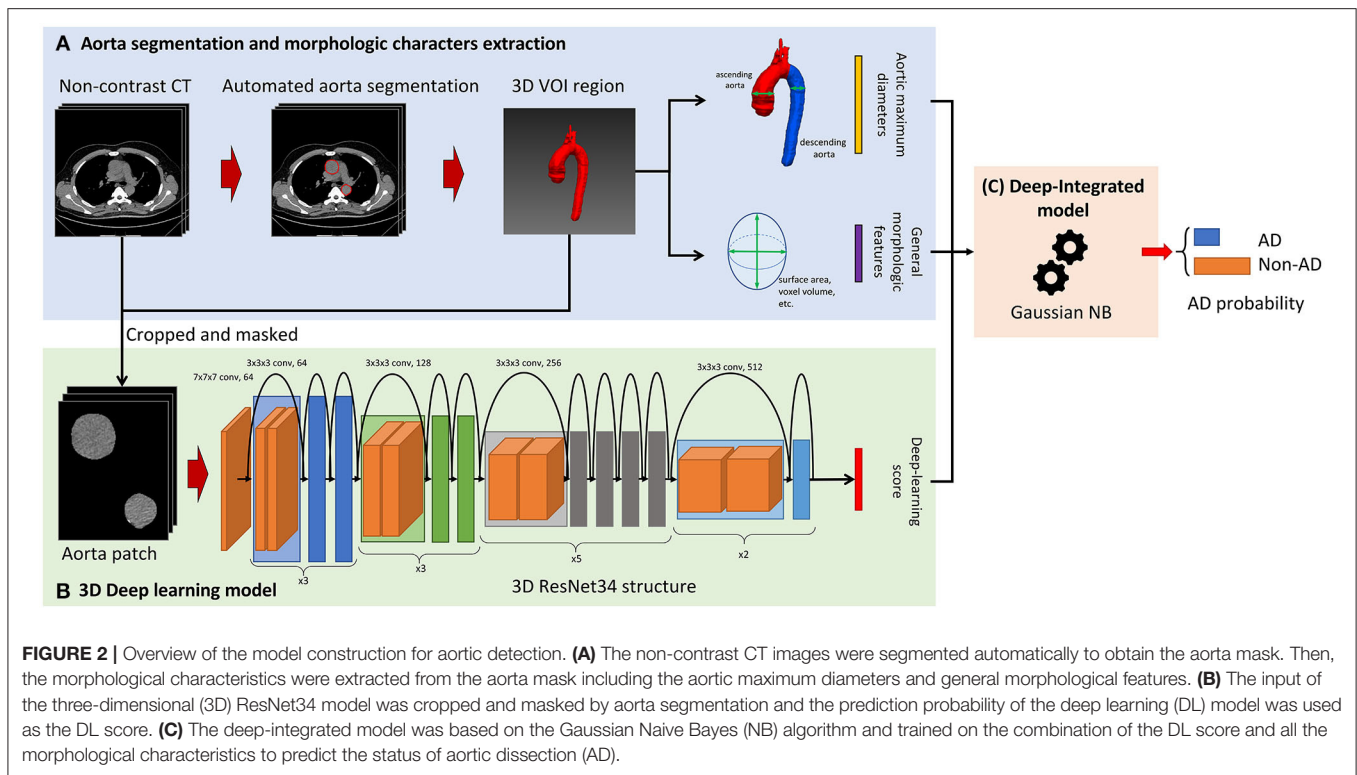 A Aorta segmentation and morphologic characters extraction
Non-contrast CT
Automated aorta segmentation
3D VOI region
ascending
aorta
descending
aorta
Aortic maximum
diameters
surface area,
voxel volume,
etc.
General
morphologic
features
(C) Deep-Integrated
model
Gaussian NB
AD
Non-AD
AD probability
Cropped and masked
Aorta patch
7x7x7 conv, 64
3x3x3 conv, 64
3x3x3 conv, 128
3x3x3 conv, 256
3x3x3 conv, 512
x3
x3
x5
x2
Deep-learning
score
B 3D Deep learning model
3D ResNet34 structure
FIGURE 2 | Overview of the model construction for aortic detection. (A) The non-contrast CT images were segmented automatically to obtain the aorta mask. Then,
the morphological characteristics were extracted from the aorta mask including the aortic maximum diameters and general morphological features. (B) The input of
the three-dimensional (3D) ResNet34 model was cropped and masked by aorta segmentation and the prediction probability of the deep learning (DL) model was used
as the DL score. (C) The deep-integrated model was based on the Gaussian Naive Bayes (NB) algorithm and trained on the combination of the DL score and all the
morphological characteristics to predict the status of aortic dissection (AD).